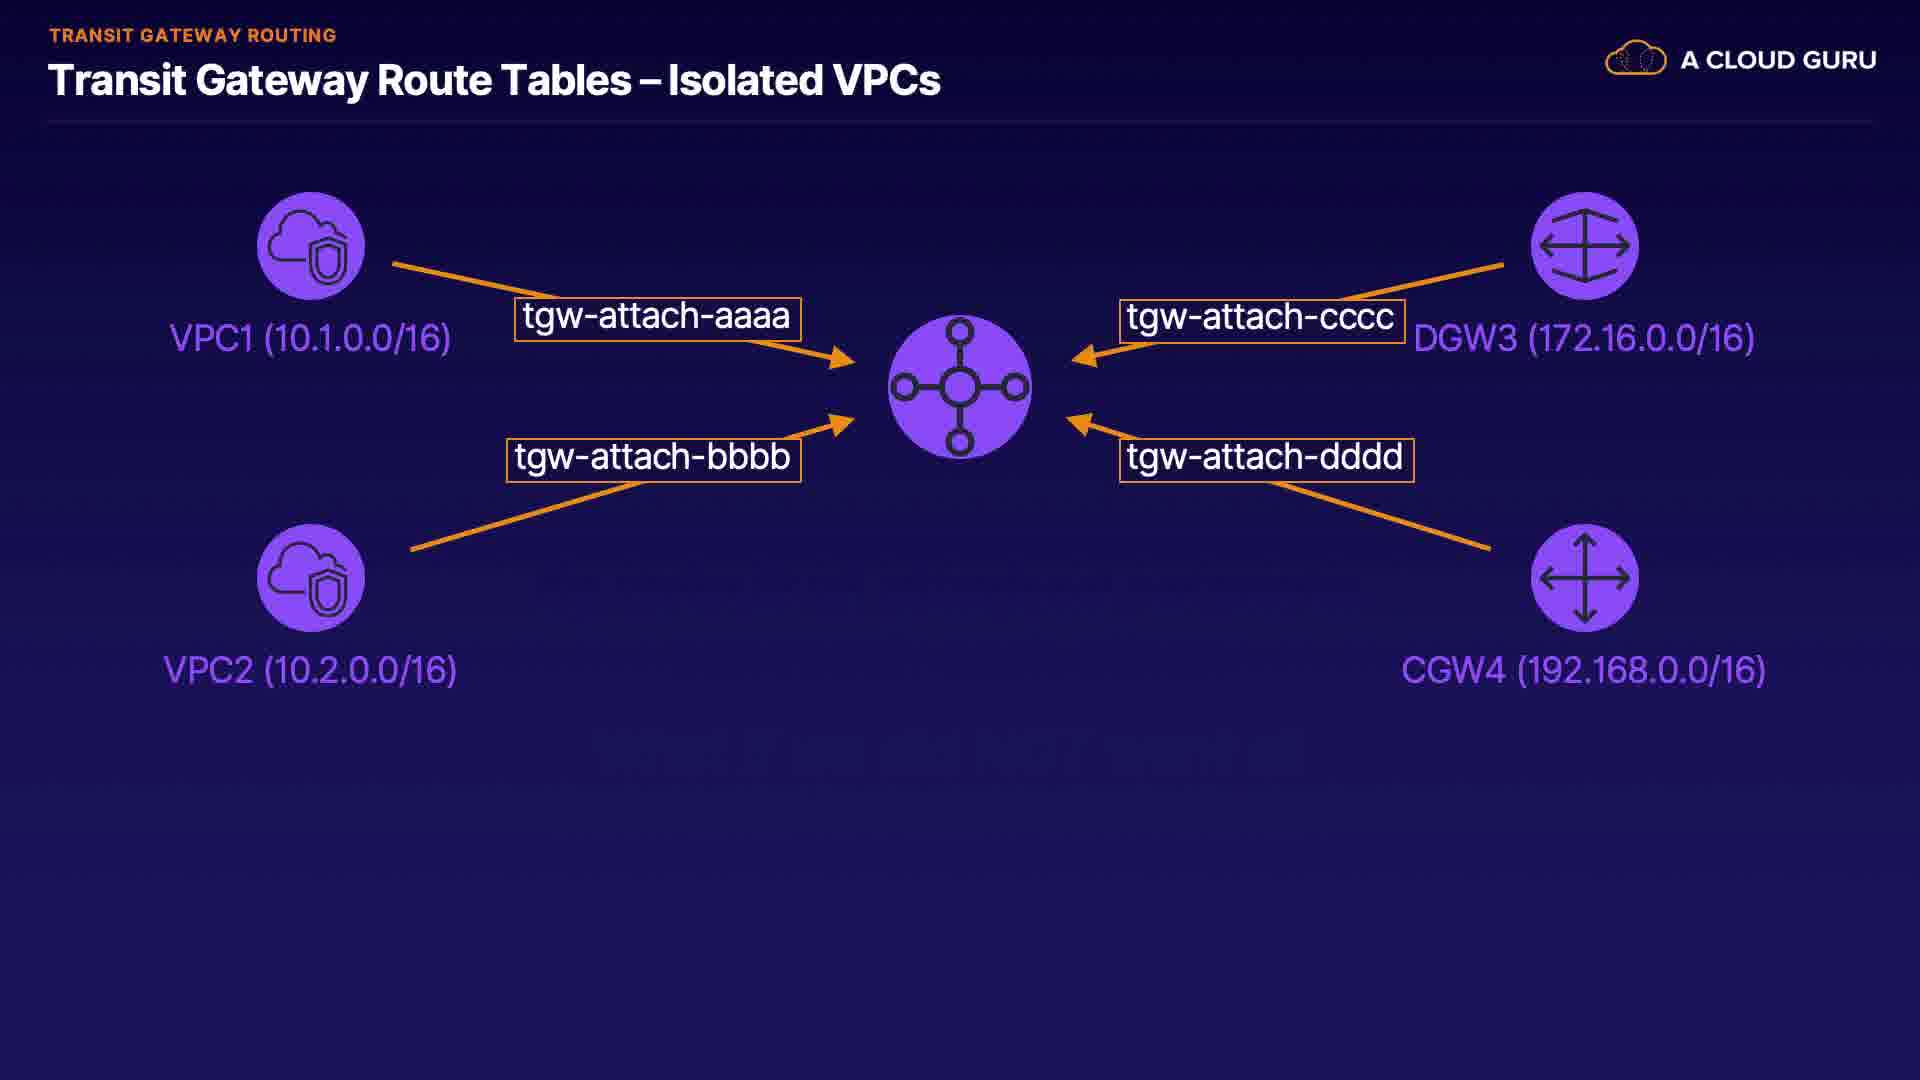 TRANSIT GATEWAY ROUTING
Transit Gateway Route Tables – Isolated VPCs
A CLOUD GURU
tgw-attach-aaaa
tgw-attach-cccc
VPC1 (10.1.0.0/16)
DGW3 (172.16.0.0/16)
tgw-attach-bbbb
tgw-attach-dddd
VPC2 (10.2.0.0/16)
CGW4 (192.168.0.0/16)